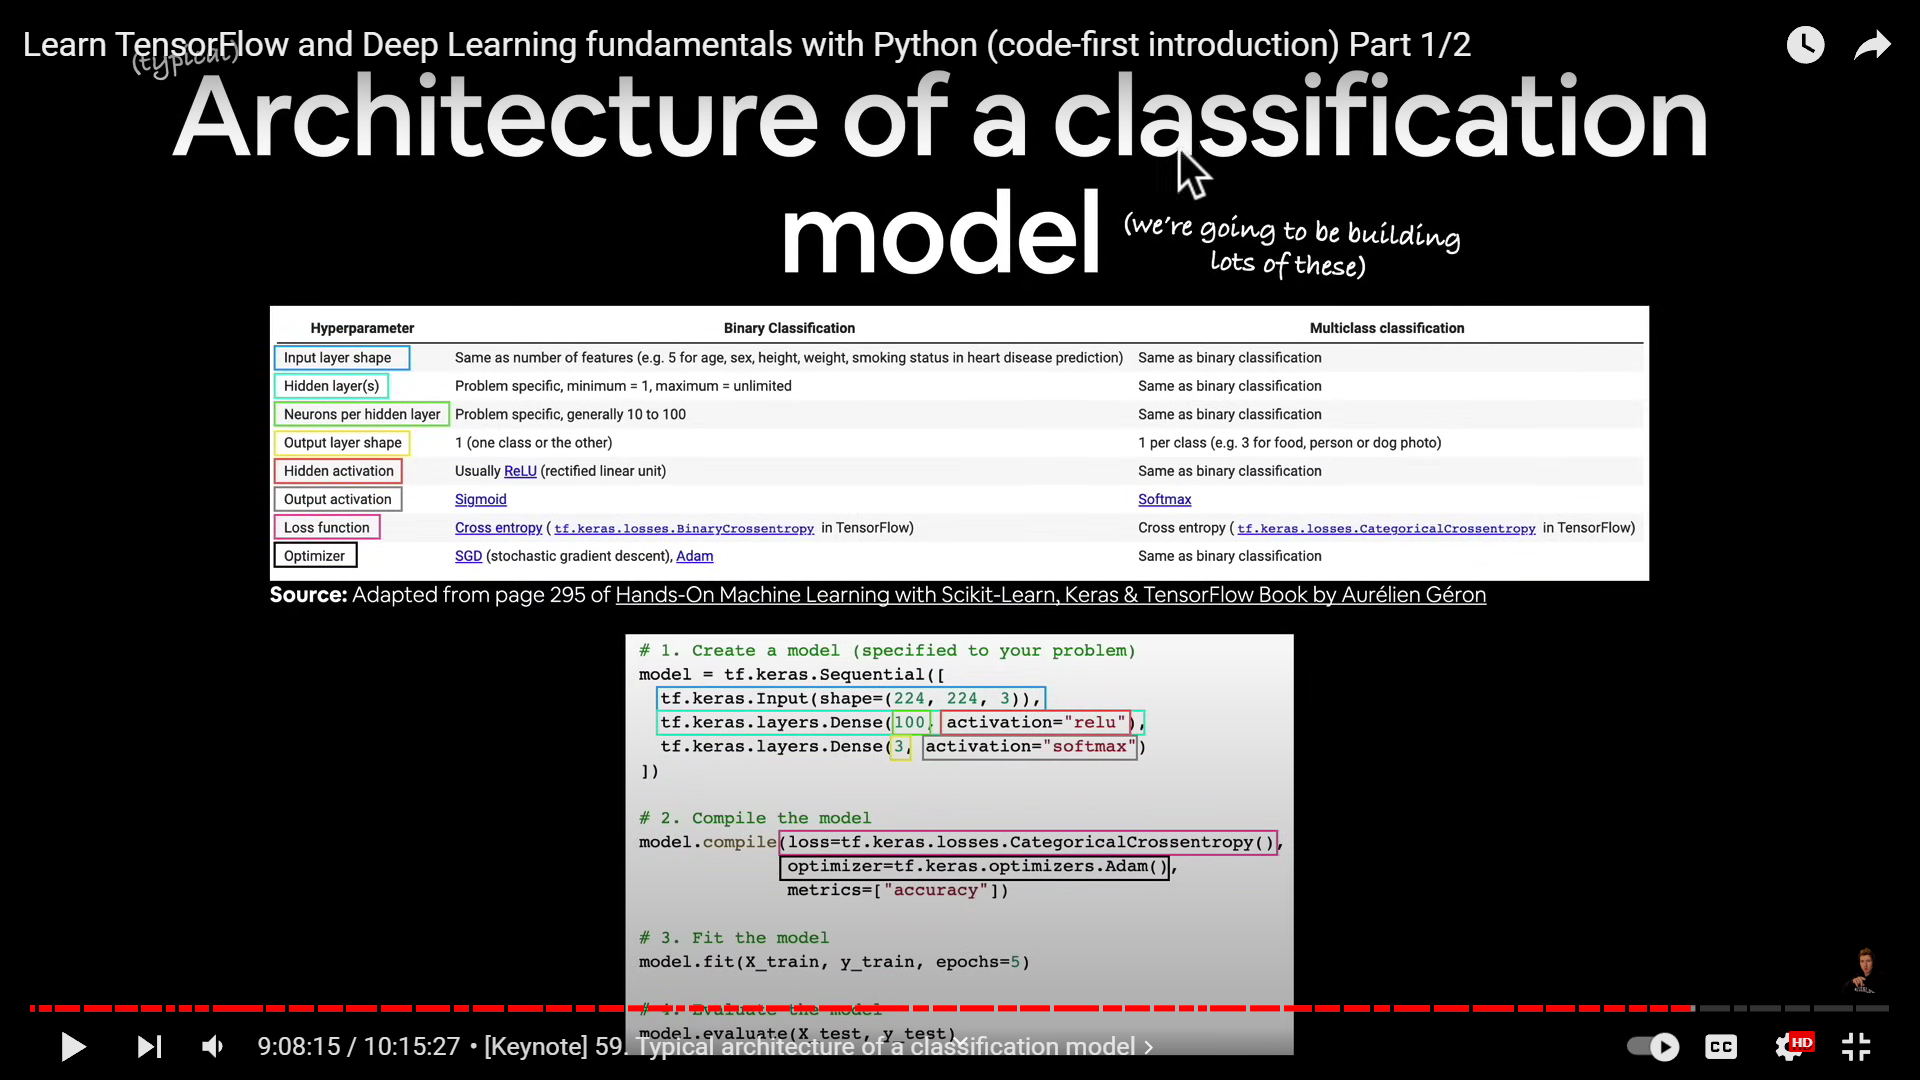 Learn TensorFlow and Deep Learning fundamentals with Python (code-first introduction) Part 1/2
(typical)
Architecture of a classification
model
(we're going to be building
lots of these)
Hyperparameter Binary Classification Multiclass classification
Input layer shape Same as number of features (e.g. 5 for age, sex, height, weight, smoking status in heart disease prediction) Same as binary classification
Hidden layer(s) Problem specific, minimum = 1, maximum = unlimited Same as binary classification
Neurons per hidden layer Problem specific, generally 10 to 100 Same as binary classification
Output layer shape 1 (one class or the other) 1 per class (e.g. 3 for food, person or dog photo)
Hidden activation Usually ReLU (rectified linear unit) Same as binary classification
Output activation Sigmoid Softmax
Loss function Cross entropy ( tf.keras.losses.BinaryCrossentropy in TensorFlow) Cross entropy ( tf.keras.losses.CategoricalCrossentropy in TensorFlow)
Optimizer SGD (stochastic gradient descent), Adam Same as binary classification
Source: Adapted from page 295 of Hands-On Machine Learning with Scikit-Learn, Keras & TensorFlow Book by Aurélien Géron
# 1. Create a model (specified to your problem)
model = tf.keras.Sequential([
tf.keras.Input(shape=(224, 224, 3)),
tf.keras.layers.Dense(100, activation="relu"),
tf.keras.layers.Dense(3, activation="softmax")
])
# 2. Compile the model
model.compile(loss=tf.keras.losses.CategoricalCrossentropy(),
optimizer=tf.keras.optimizers.Adam(),
metrics=["accuracy"])
# 3. Fit the model
model.fit(X_train, y_train, epochs=5)
# 4. Evaluate the model
model.evaluate(X_test, y_test)
9:08:15 / 10:15:27 • [Keynote] 59. Typical architecture of a classification model >
CC
HD